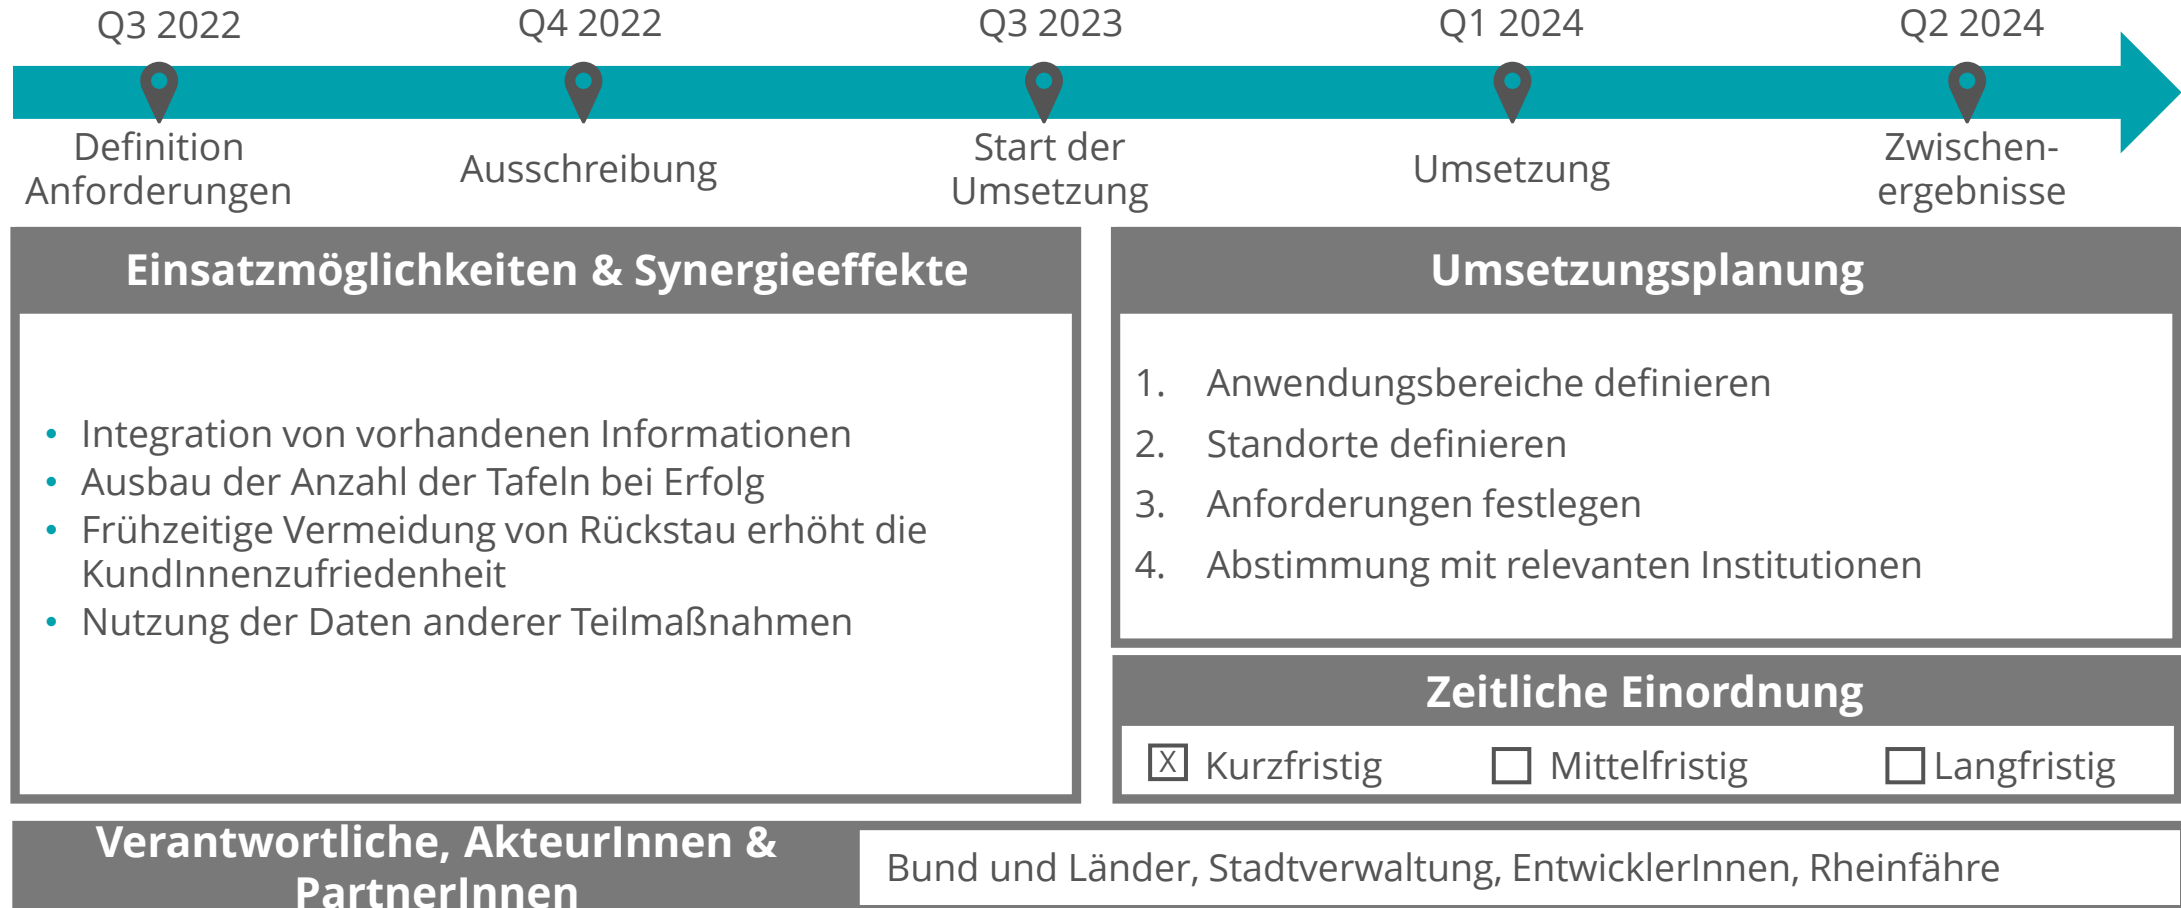 Q3 2022
Q4 2022
Q3 2023
Q1 2024
Q2 2024
Definition
Anforderungen
Ausschreibung
Start der
Umsetzung
Umsetzung
Zwischen-
ergebnisse
Einsatzmöglichkeiten & Synergieeffekte
• Integration von vorhandenen Informationen
• Ausbau der Anzahl der Tafeln bei Erfolg
• Frühzeitige Vermeidung von Rückstau erhöht die
KundInnenzufriedenheit
• Nutzung der Daten anderer Teilmaßnahmen
Umsetzungsplanung
1. Anwendungsbereiche definieren
2. Standorte definieren
3. Anforderungen festlegen
4. Abstimmung mit relevanten Institutionen
Zeitliche Einordnung
X Kurzfristig
Mittelfristig
Langfristig
Verantwortliche, AkteurInnen &
PartnerInnen
Bund und Länder, Stadtverwaltung, EntwicklerInnen, Rheinfähre